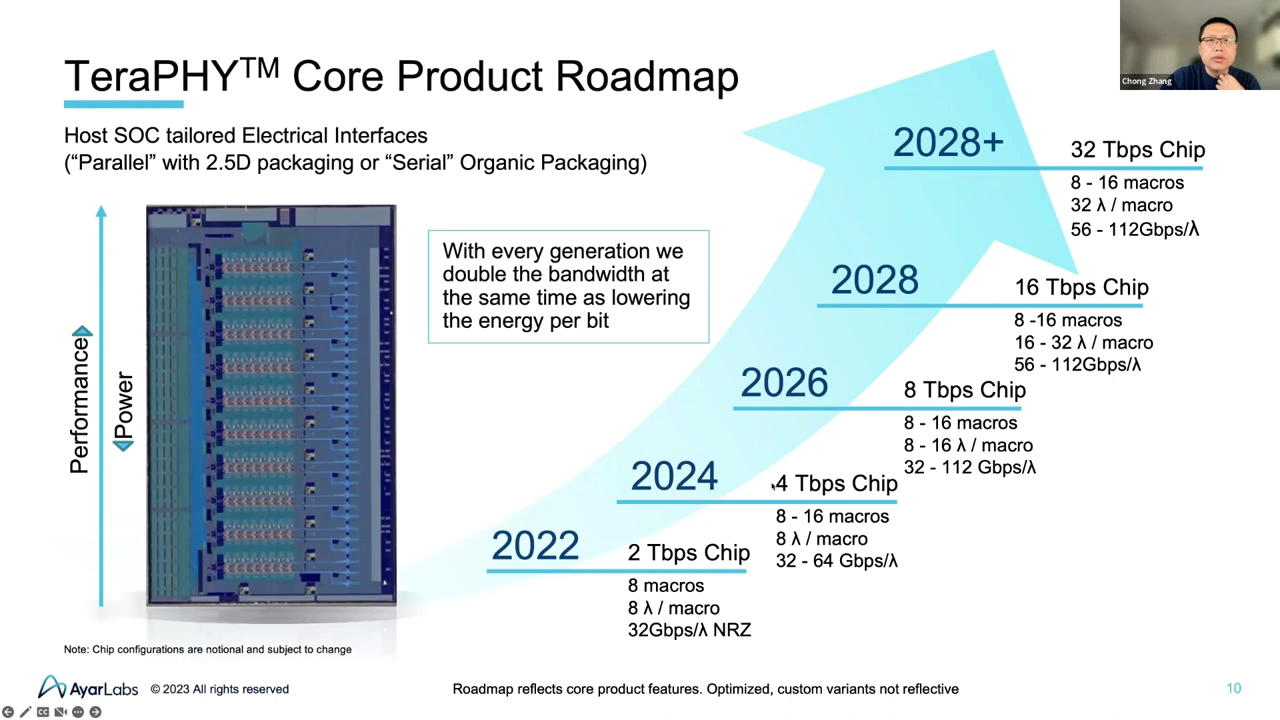 TeraPHY™ Core Product Roadmap
Host SOC tailored Electrical Interfaces
(“Parallel” with 2.5D packaging or “Serial” Organic Packaging)
Chong Zhang
Performance
Power
With every generation we
double the bandwidth at
the same time as lowering
the energy per bit
2028+
32 Tbps Chip
8 - 16 macros
32 λ / macro
56 - 112Gbps/λ
2028
16 Tbps Chip
8 -16 macros
16 - 32 λ / macro
56 - 112Gbps/λ
2026
8 Tbps Chip
8 - 16 macros
8 - 16 λ / macro
32 - 112 Gbps/λ
2024
4 Tbps Chip
8 - 16 macros
8 λ / macro
32 - 64 Gbps/λ
2022
2 Tbps Chip
8 macros
8 λ / macro
32Gbps/λ NRZ
Note: Chip configurations are notional and subject to change
AyarLabs © 2023 All rights reserved
Roadmap reflects core product features. Optimized, custom variants not reflective
10
CC